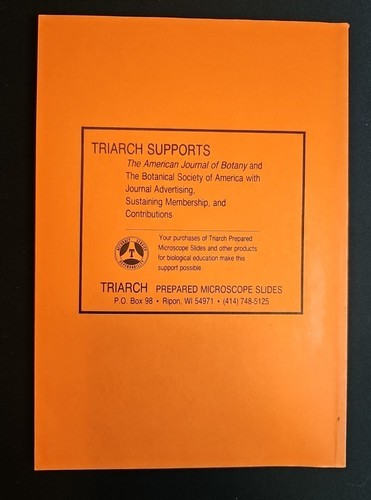 TRIARCH SUPPORTS
The American Journal of Botany and
The Botanical Society of America with
Journal Advertising,
Sustaining Membership, and
Contributions
T
Your purchases of Triarch Prepared
Microscope Slides and other products
for biological education make this
support possible
TRIARCH PREPARED MICROSCOPE SLIDES
P.O. Box 98 • Ripon, WI 54971 • (414) 748-5125